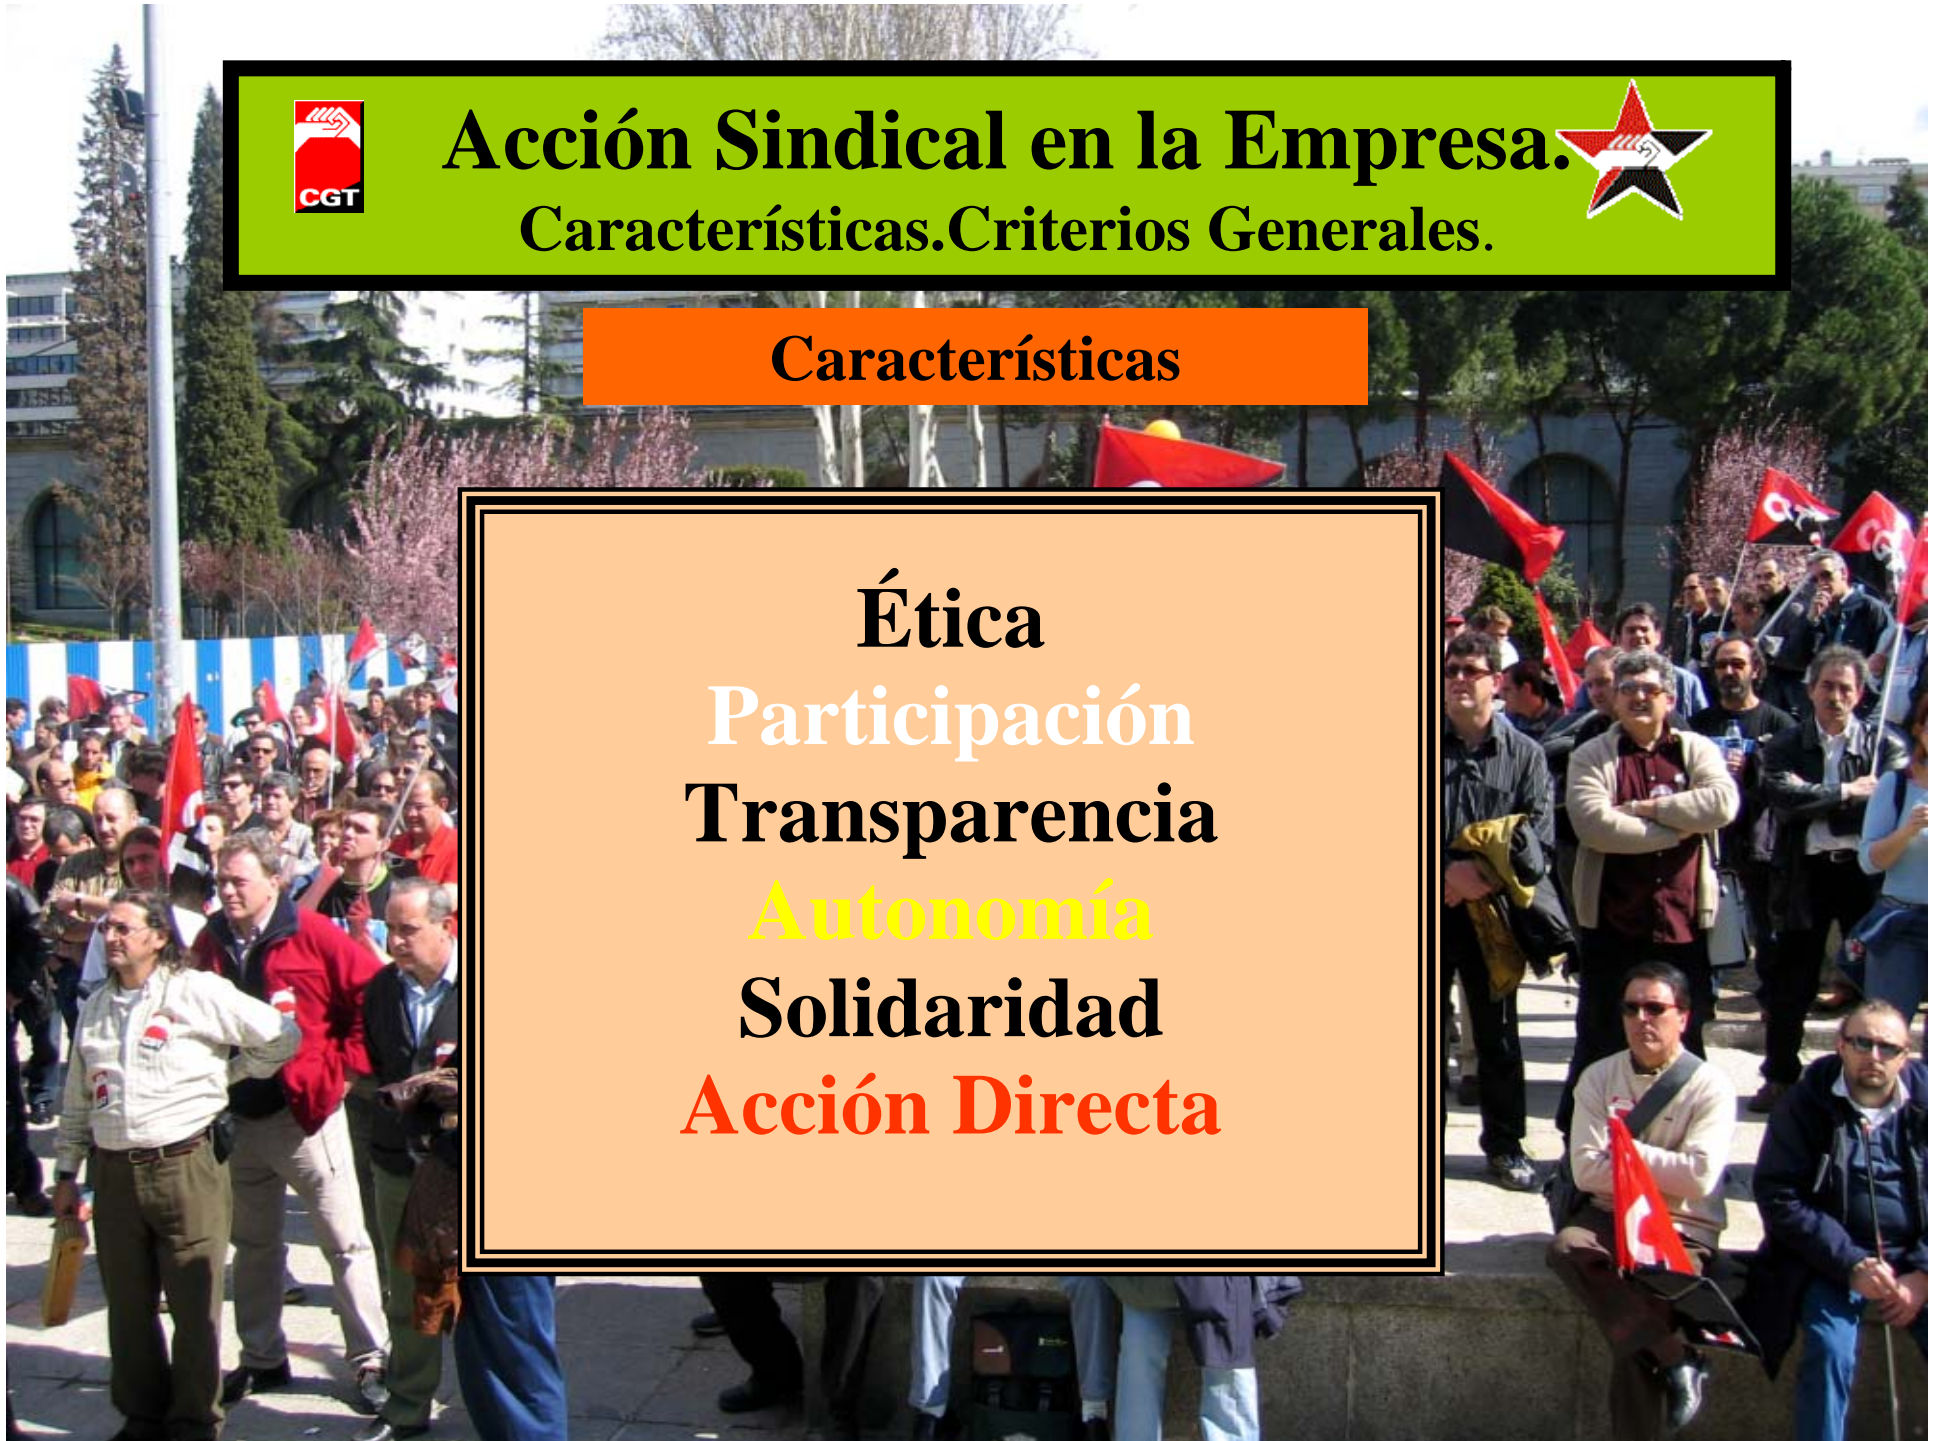 CGT
Acción Sindical en la Empresa.
Características.Criterios Generales.
Características
Ética
Participación
Transparencia
Autonomía
Solidaridad
Acción Directa